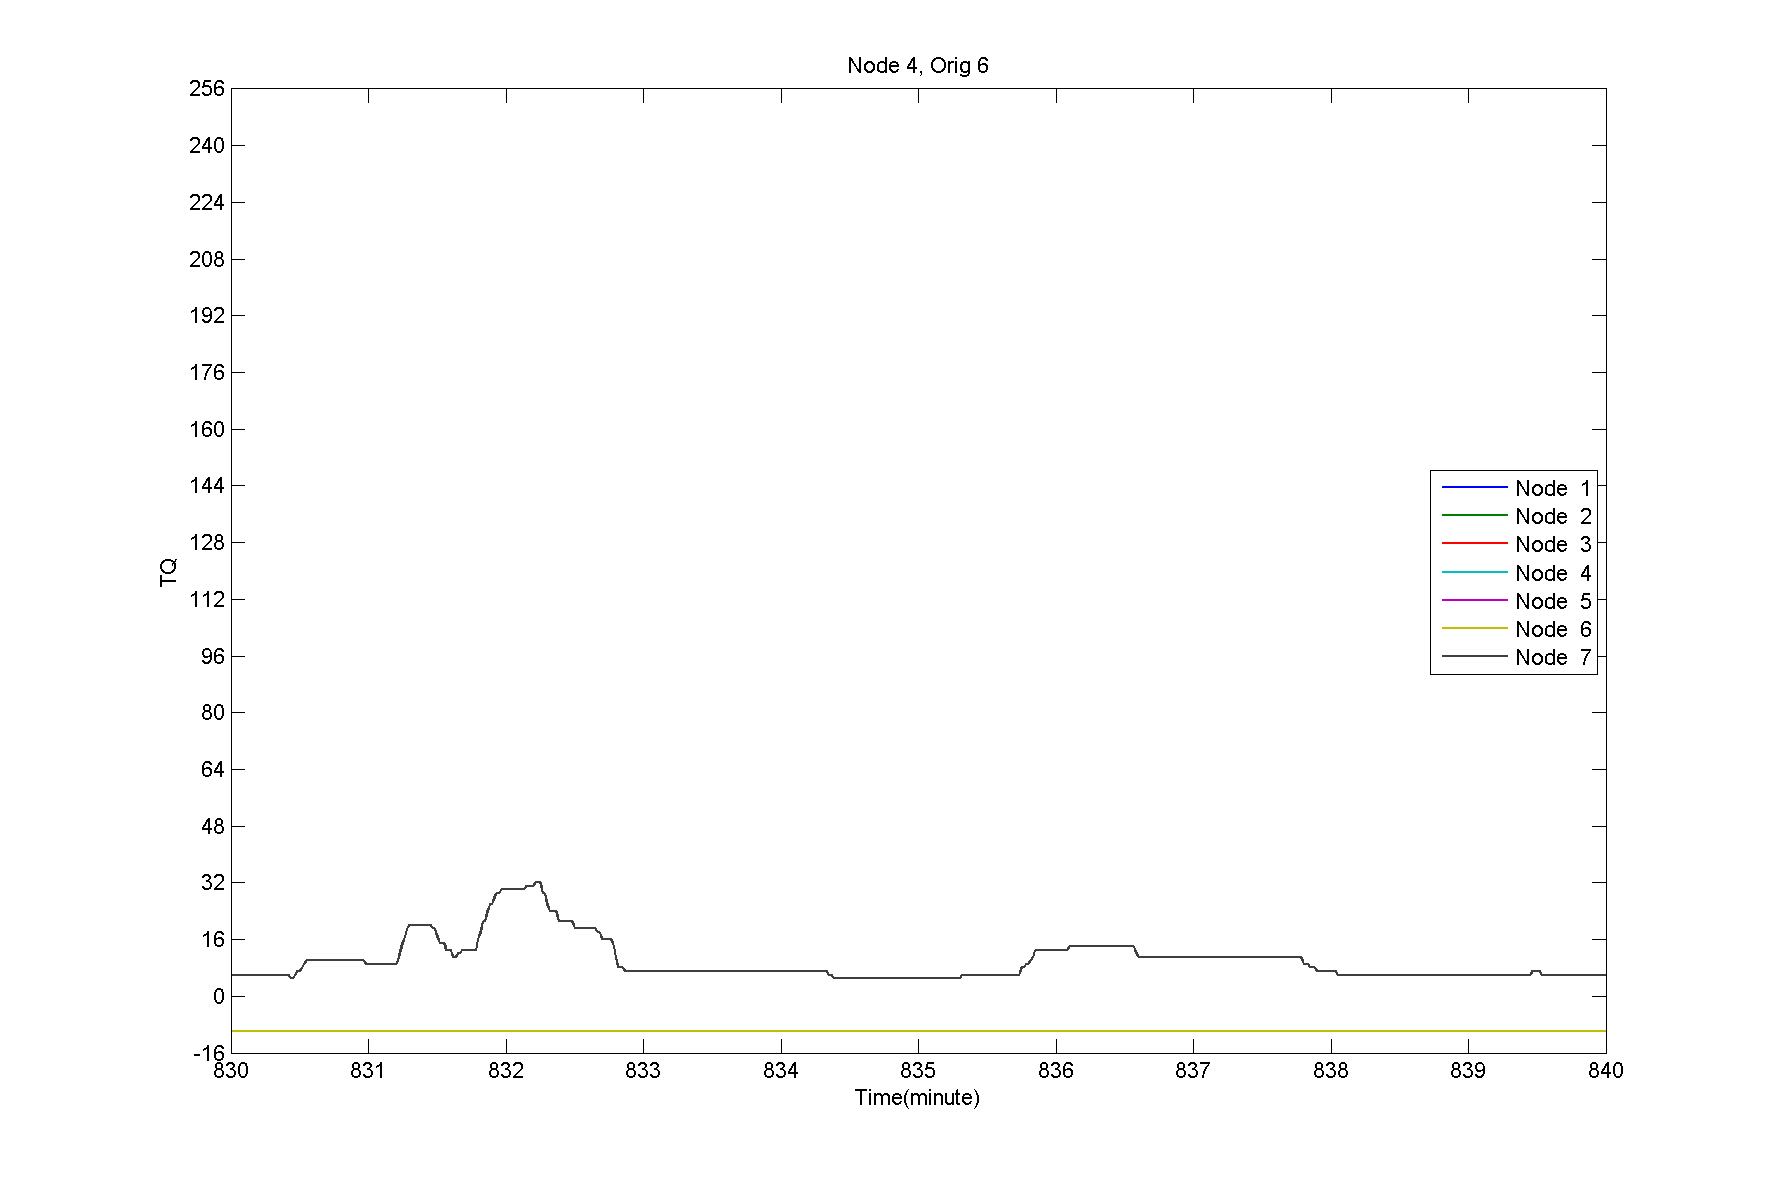 Node 4, Orig 6
256
240
224
208
192
176
160
144
128
112
96
80
64
48
32
16
0
-16
TQ
Node 1
Node 2
Node 3
Node 4
Node 5
Node 6
Node 7
830 831 832 833 834 835 836 837 838 839 840
Time(minute)